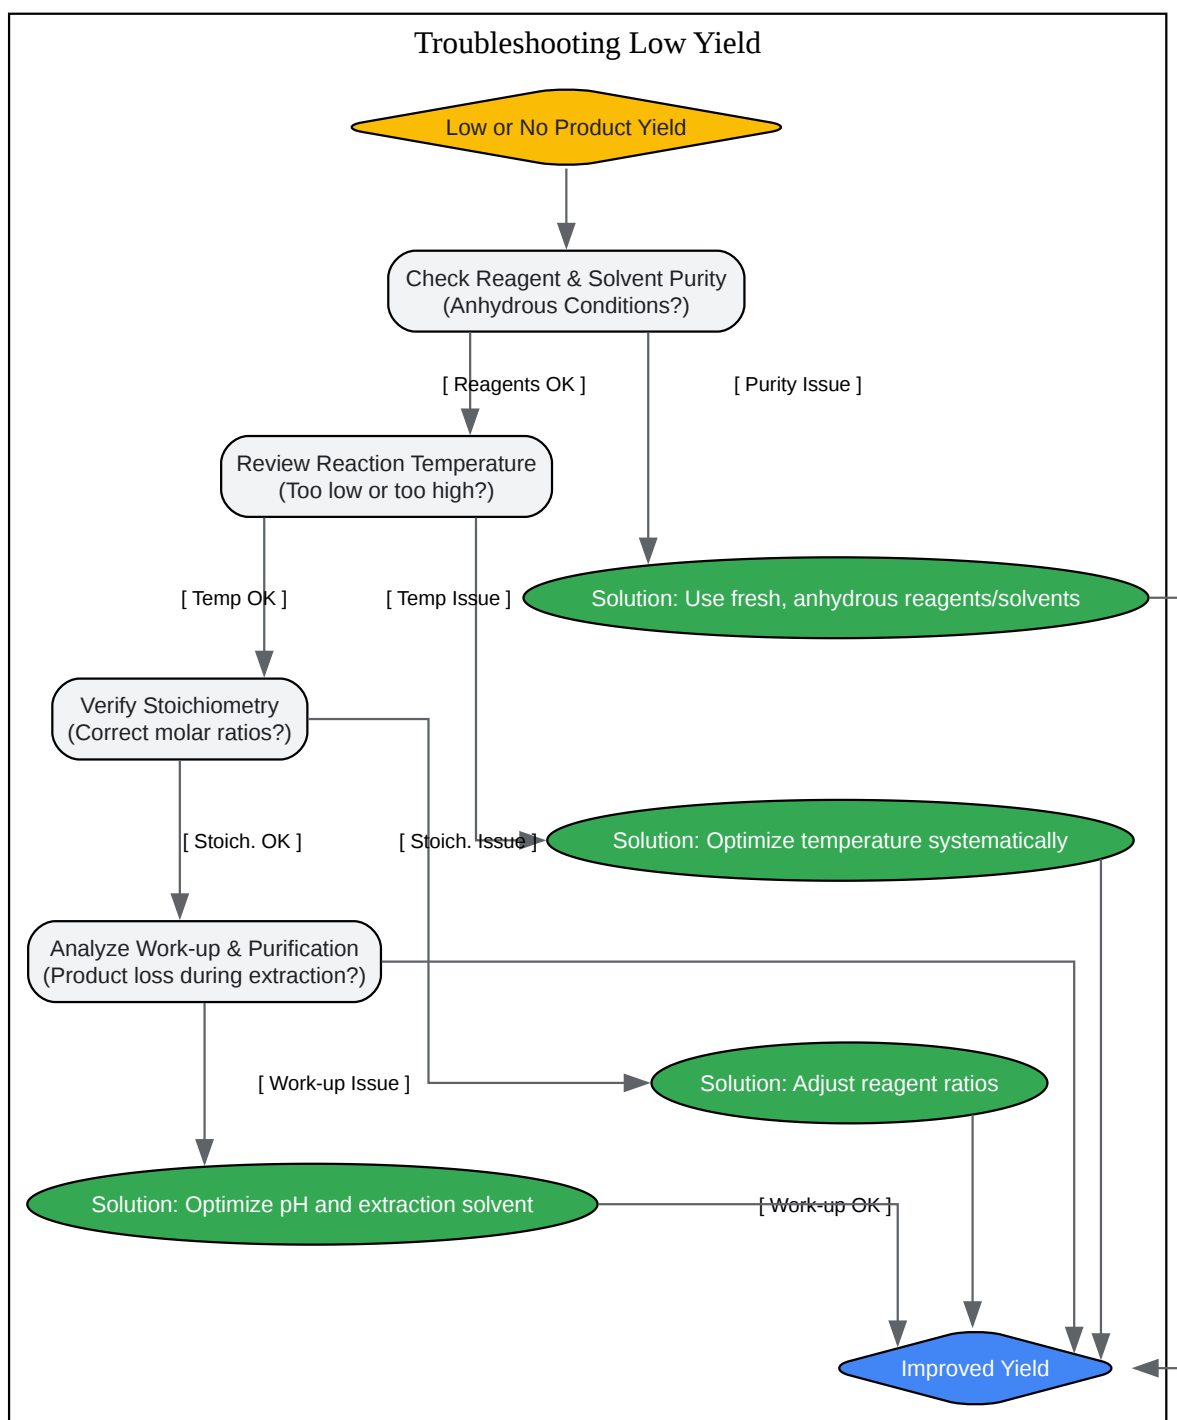 Troubleshooting Low Yield
Low or No Product Yield
Check Reagent & Solvent Purity
(Anhydrous Conditions?)
[ Reagents OK ]
[ Purity Issue ]
Review Reaction Temperature
(Too low or too high?)
[ Temp OK ]
[ Temp Issue ]
Solution: Use fresh, anhydrous reagents/solvents
Verify Stoichiometry
(Correct molar ratios?)
[ Stoich. OK ]
[ Stoich. Issue ]
Solution: Optimize temperature systematically
Analyze Work-up & Purification
(Product loss during extraction?)
[ Work-up Issue ]
Solution: Adjust reagent ratios
Solution: Optimize pH and extraction solvent
[ Work-up OK ]
Improved Yield